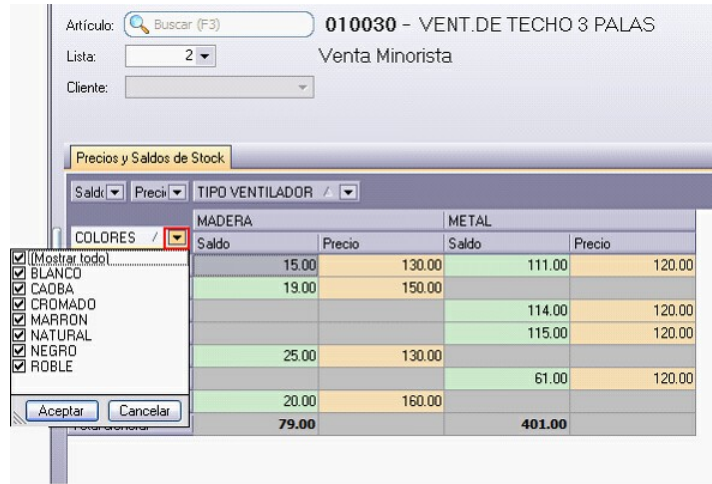 Artículo: Buscar (F3) 010030 - VENT.DE TECHO 3 PALAS
Lista: 2 Venta Minorista
Cliente:
Precios y Saldos de Stock
Precio TIPO VENTILADOR
MADERA METAL
COLORES Saldo Precio Saldo Precio
(Mostrar todo) 15.00 130.00 111.00 120.00
BLANCO
CAOBA 19.00 150.00
CROMADO 114.00 120.00
MARRON
NATURAL 115.00 120.00
NEGRO 25.00 130.00
ROBLE
61.00 120.00
Aceptar Cancelar 20.00 160.00
79.00 401.00